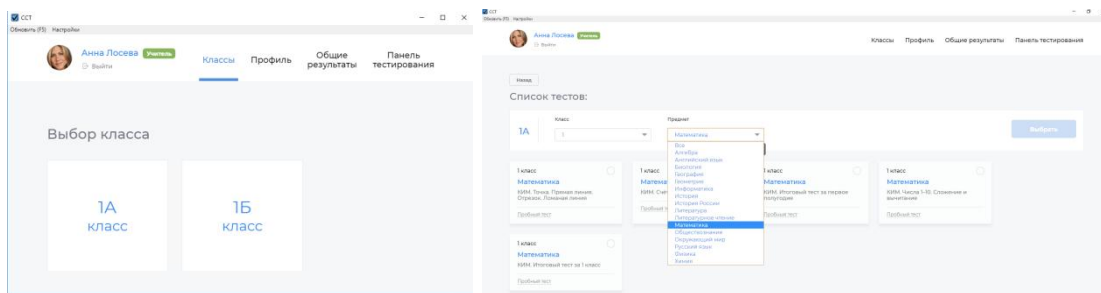 ССТ
Обновить (F5) Настройки
Анна Лосева Учитель
Выйти
Классы Профиль Общие результаты Панель тестирования
Выбор класса
1А класс
1Б класс
ССТ
Обновить (F5) Настройки
Анна Лосева Учитель
Выйти
Классы Профиль Общие результаты Панель тестирования
Назад
Список тестов:
1А
Класс
1
Предмет
Математика
Выбрать
Все
Алгебра
Английский язык
Биология
География
Геометрия
Информатика
История
История России
Литература
Литературное чтение
Математика
Обществознание
Окружающий мир
Русский язык
Физика
Химия
1 класс
Математика
КИМ. Точка. Прямая линия.
Отрезок. Ломаная линия
Пробный тест
1 класс
Матема
КИМ. Сче
Пробный т
1 класс
Математика
КИМ. Итоговый тест за первое
полугодие
Пробный тест
1 класс
Математика
КИМ. Числа 1-10. Сложение и
вычитание
Пробный тест
1 класс
Математика
КИМ. Итоговый тест за 1 класс
Пробный тест